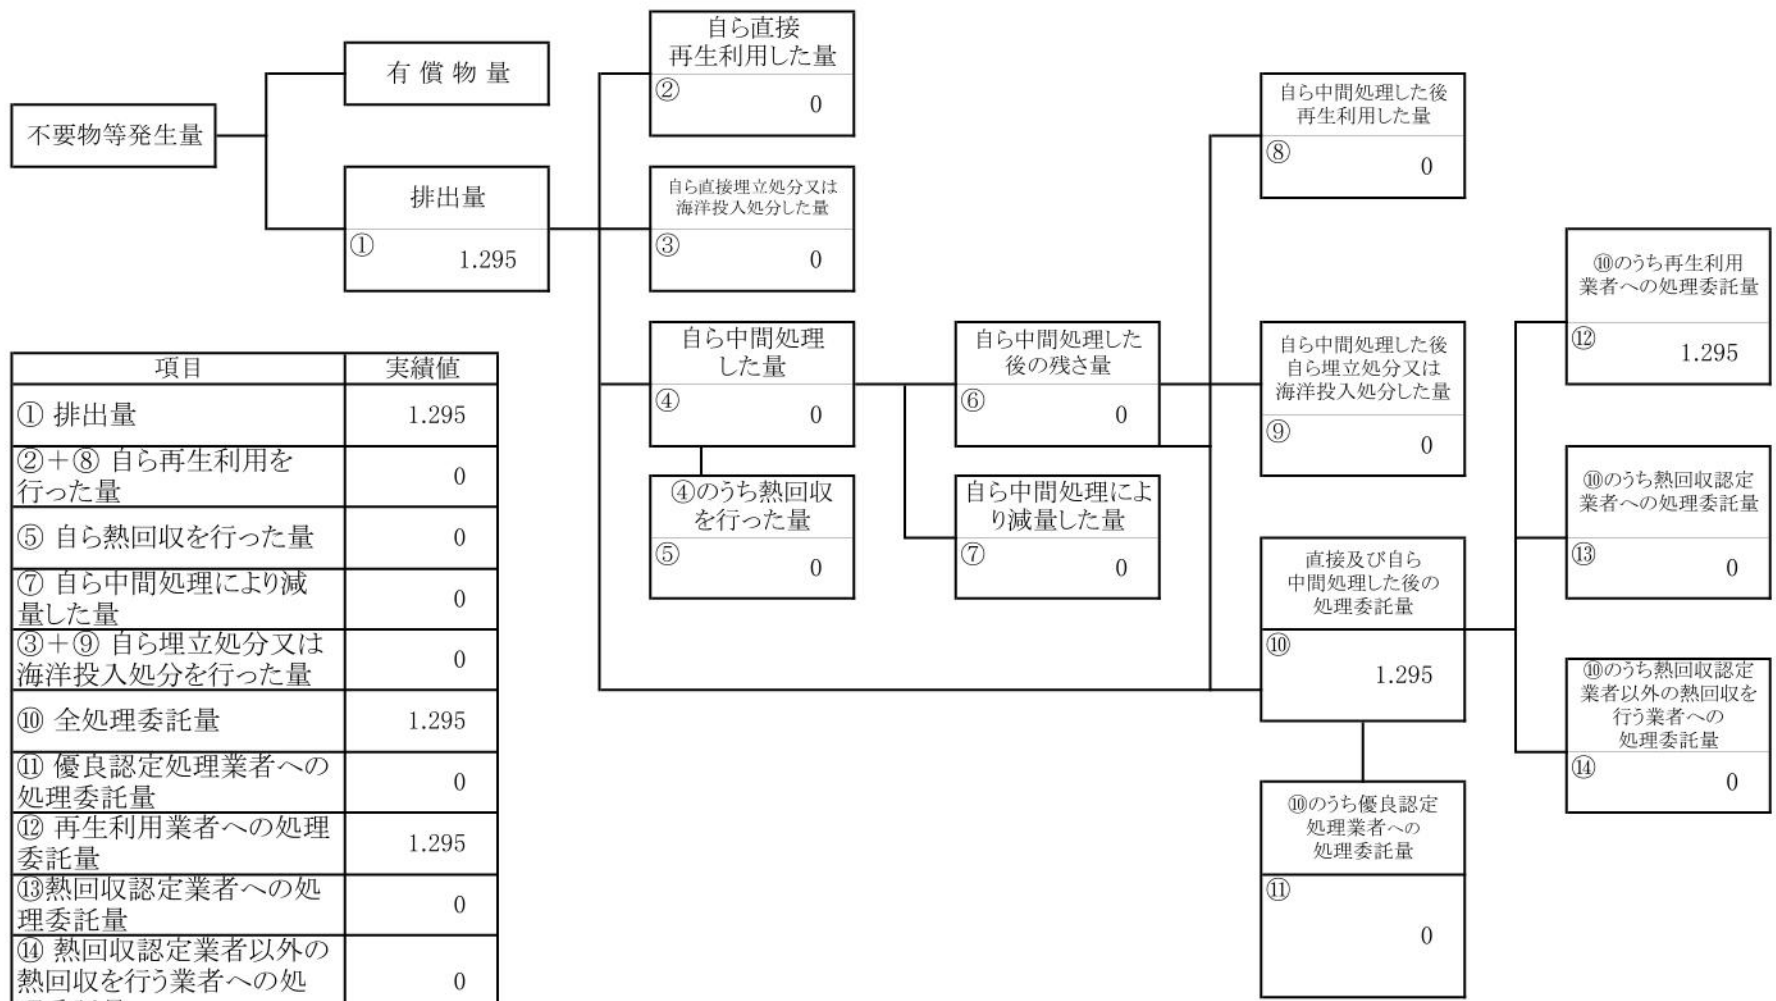 不要物等発生量
有 償 物 量
排出量
①
1.295
自ら直接
再生利用した量
②
0
自ら直接埋立処分又は
海洋投入処分した量
③
0
自ら中間処理
した量
④
0
④のうち熱回収
を行った量
⑤
0
自ら中間処理した
後の残さ量
⑥
0
自ら中間処理によ
り減量した量
⑦
0
自ら中間処理した後
再生利用した量
⑧
0
自ら中間処理した後
自ら埋立処分又は
海洋投入処分した量
⑨
0
直接及び自ら
中間処理した後の
処理委託量
⑩
1.295
⑩のうち優良認定
処理業者への
処理委託量
⑪
0
⑩のうち再生利用
業者への処理委託量
⑫
1.295
⑩のうち熱回収認定
業者への処理委託量
⑬
0
⑩のうち熱回収認定
業者以外の熱回収を
行う業者への
処理委託量
⑭
0
項目 実績値
① 排出量 1.295
②＋⑧ 自ら再生利用を
行った量 0
⑤ 自ら熱回収を行った量 0
⑦ 自ら中間処理により減
量した量 0
③＋⑨ 自ら埋立処分又は
海洋投入処分を行った量 0
⑩ 全処理委託量 1.295
⑪ 優良認定処理業者への
処理委託量 0
⑫ 再生利用業者への処理
委託量 1.295
⑬熱回収認定業者への処
理委託量 0
⑭ 熱回収認定業者以外の
熱回収を行う業者への処 0